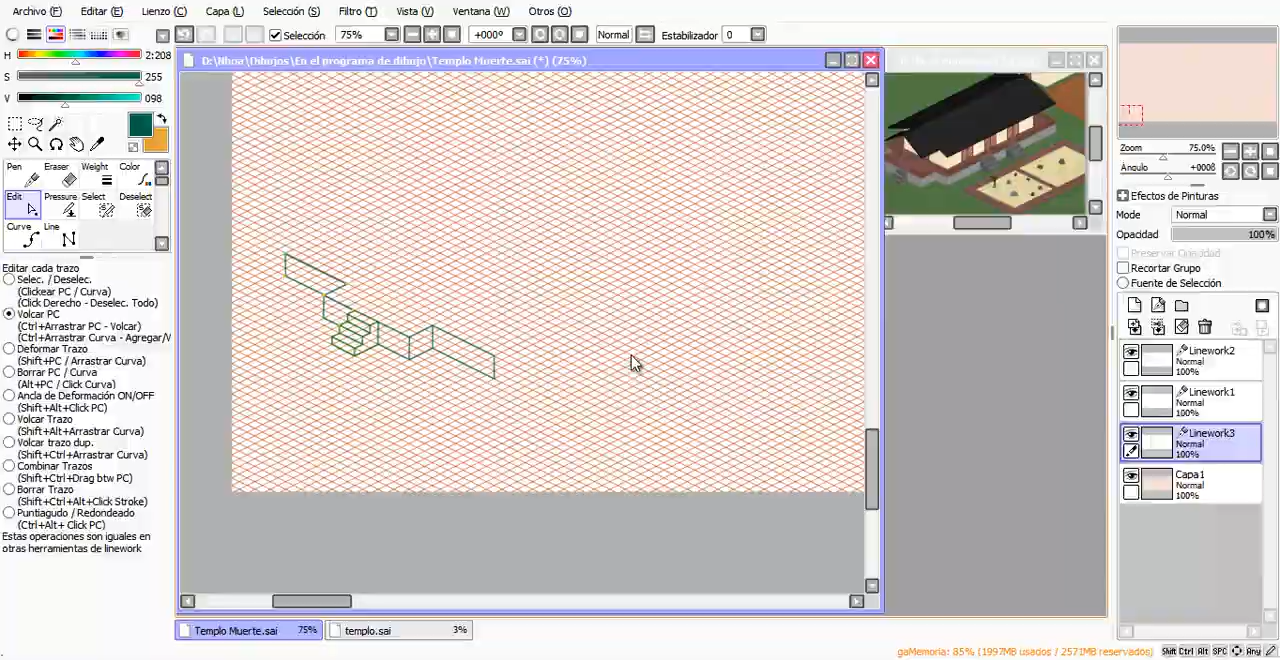 Archivo (F) Editar (E) Lienzo (C) Capa (L) Selección (S) Filtro (T) Vista (V) Ventana (W) Otros (O)
Selección 75% +000º Normal Estabilizador 0
H 2:208
S 255
V 098
Pen Eraser Weight Color
Edit Pressure Select Deselect
Curve Line
Editar cada trazo
Selec. / Deselec.
(Clickear PC / Curva)
(Click Derecho - Deselec. Todo)
Volcar PC
(Ctrl+Arrastrar PC - Volcar)
(Ctrl+Arrastrar Curva - Agregar/V
Deformar Trazo
(Shift+PC / Arrastrar Curva)
Borrar PC / Curva
(Alt+PC / Click Curva)
Ancla de Deformación ON/OFF
(Shift+Alt+Click PC)
Volcar Trazo
(Shift+Alt+Arrastrar Curva)
Volcar trazo dup.
(Shift+Ctrl+Arrastrar Curva)
Combinar Trazos
(Shift+Ctrl+Drag btw PC)
Borrar Trazo
(Shift+Ctrl+Alt+Click Stroke)
Puntiagudo / Redondeado
(Ctrl+Alt+ Click PC)
Estas operaciones son iguales en
otras herramientas de linework
D:\Nhoa\Dibujos\En el programa de dibujo\Templo Muerte.sai (*) (75%)
Templo Muerte.sai 75%
templo.sai 3%
Zoom 75.0%
Ángulo +000º
Efectos de Pinturas
Modo Normal
Opacidad 100%
Preservar Opacidad
Recortar Grupo
Fuente de Selección
Linework2
Normal
100%
Linework1
Normal
100%
Linework3
Normal
100%
Capa1
Normal
100%
gaMemoria: 85% (1997MB usados / 2571MB reservados)
Shift Ctrl Alt SPC Any